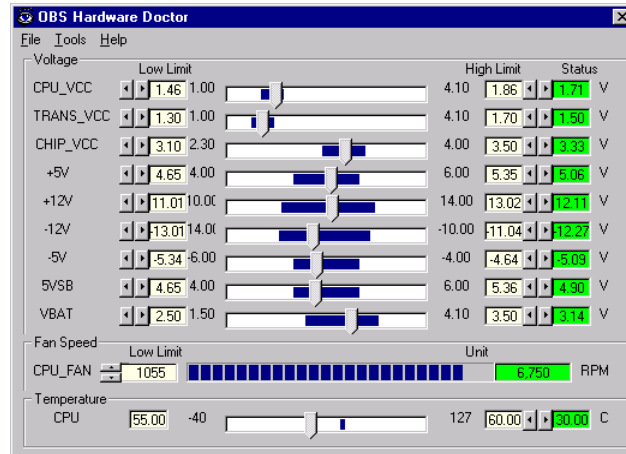 OBS Hardware Doctor
File Tools Help
Voltage
Low Limit High Limit Status
CPU_VCC 1.46 1.00 4.10 1.86 1.71 V
TRANS_VCC 1.30 1.00 4.10 1.70 1.50 V
CHIP_VCC 3.10 2.30 4.00 3.50 3.33 V
+5V 4.65 4.00 6.00 5.35 5.06 V
+12V 11.01 10.00 14.00 13.02 12.11 V
-12V -13.01 14.00 -10.00 -11.04 -12.27 V
-5V -5.34 -6.00 -4.00 -4.64 -5.09 V
5VSB 4.65 4.00 6.00 5.36 4.90 V
VBAT 2.50 1.50 4.10 3.50 3.14 V
Fan Speed
Low Limit Unit
CPU_FAN 1055 6,750 RPM
Temperature
CPU 55.00 -40 127 60.00 30.00 C